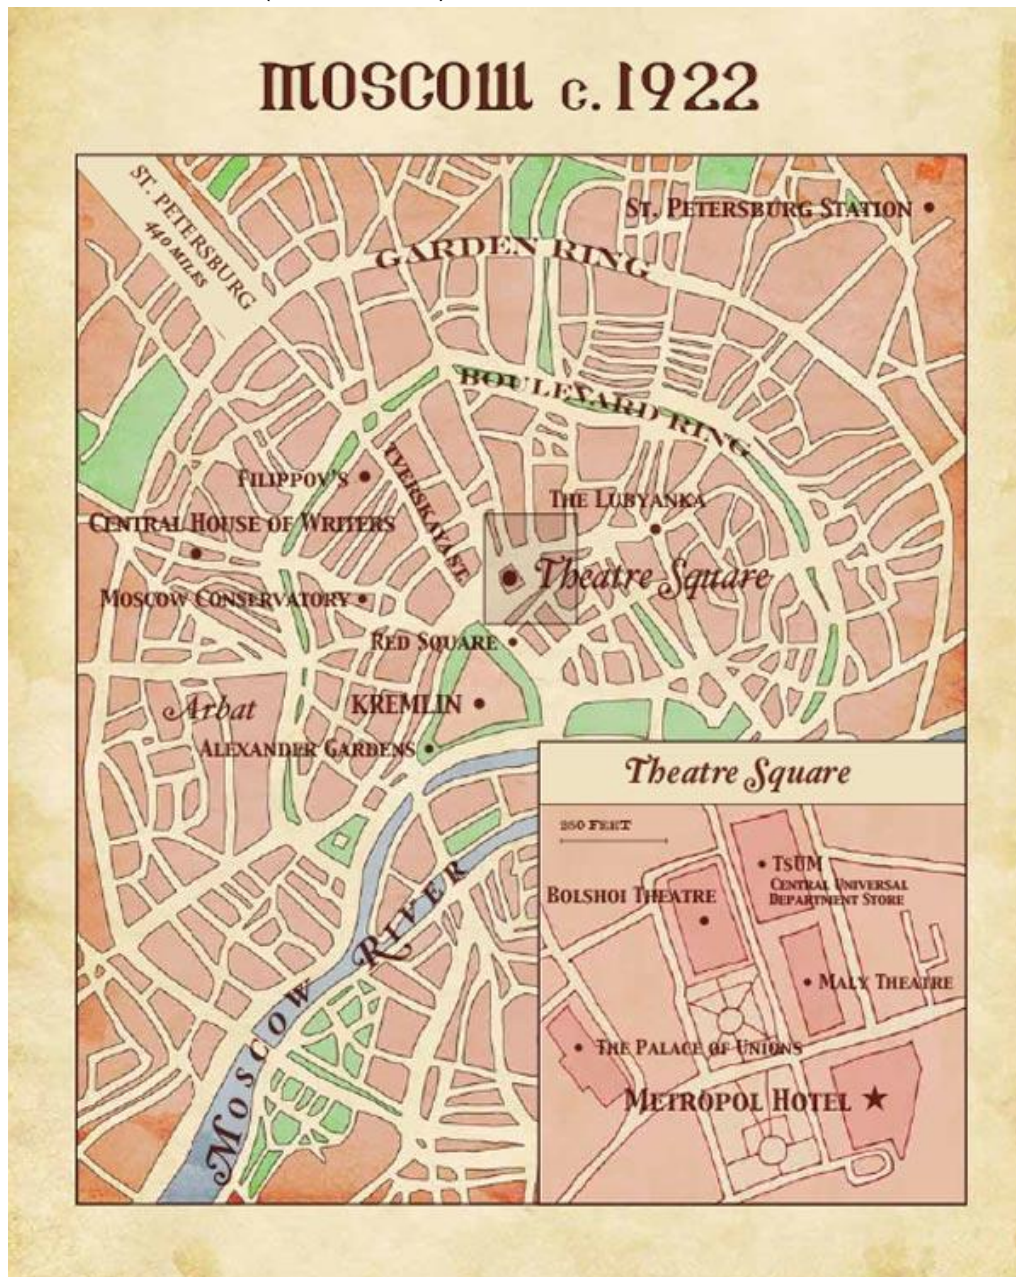 MOSCOW c. 1922
ST. PETERSBURG
440 MILES
ST. PETERSBURG STATION
GARDEN RING
BOULEVARD RING
TVERSKAYA ST.
FILIPPOV'S
THE LUBYANKA
CENTRAL HOUSE OF WRITERS
Theatre Square
MOSCOW CONSERVATORY
RED SQUARE
KREMLIN
Arbat
ALEXANDER GARDENS
MOSCOW RIVER
Theatre Square
250 FEET
TSUM
CENTRAL UNIVERSAL
DEPARTMENT STORE
BOLSHOI THEATRE
MALY THEATRE
THE PALACE OF UNIONS
METROPOL HOTEL